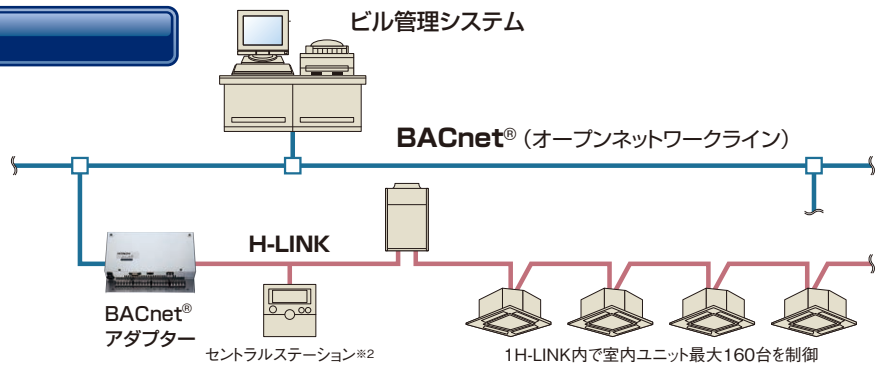 ビル管理システム
BACnet®（オープンネットワークライン）
H-LINK
BACnet®
アダプター
セントラルステーション※2
1H-LINK内で室内ユニット最大160台を制御